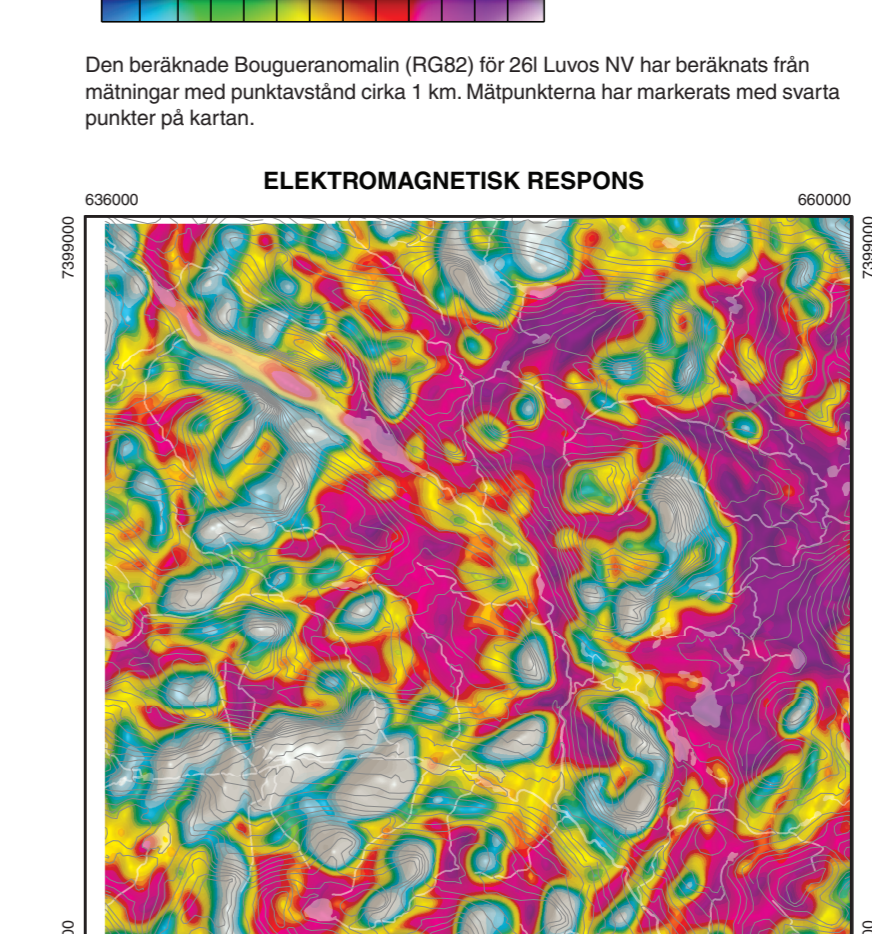 Den beräknade Bougueranomalin (RG82) för 26I Luvos NV har beräknats från
mätningar med punktavstånd cirka 1 km. Mätpunkterna har markerats med svarta
punkter på kartan.
ELEKTROMAGNETISK RESPONS
636000
660000
7399000
7399000